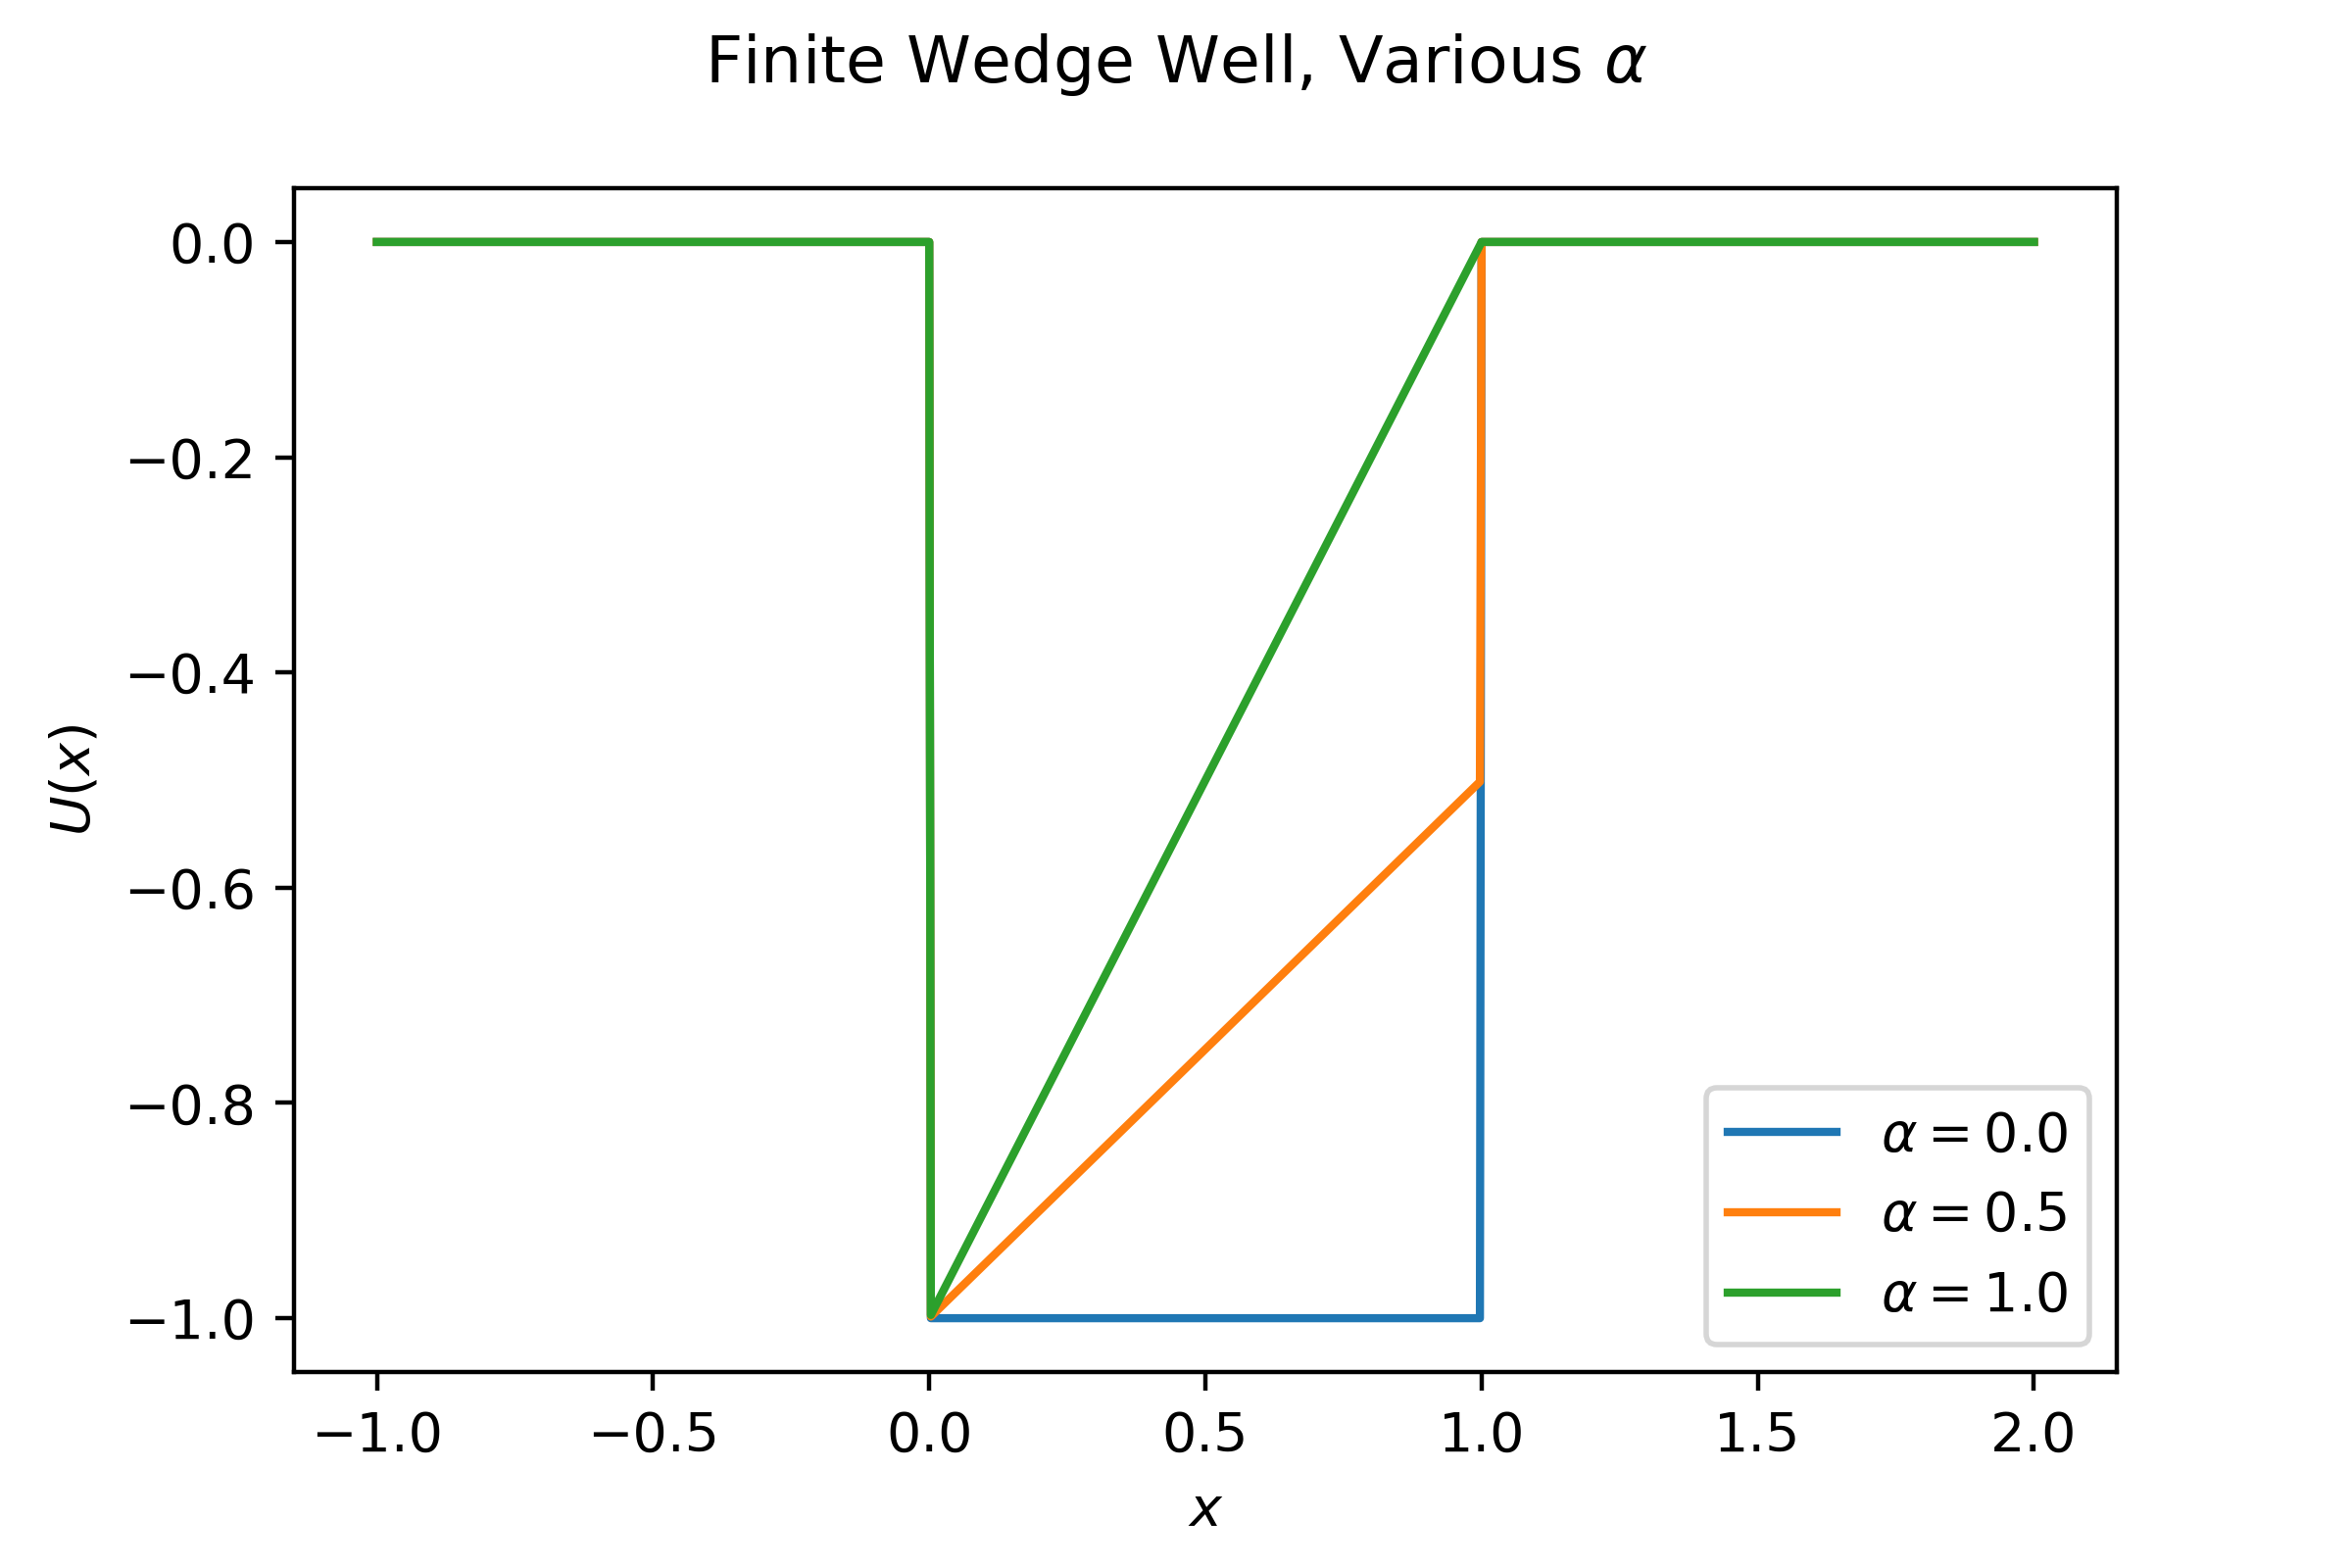 Finite Wedge Well, Various α
0.0
−0.2
−0.4
−0.6
−0.8
−1.0
U(x)
α = 0.0
α = 0.5
α = 1.0
−1.0 −0.5 0.0 0.5 1.0 1.5 2.0
x